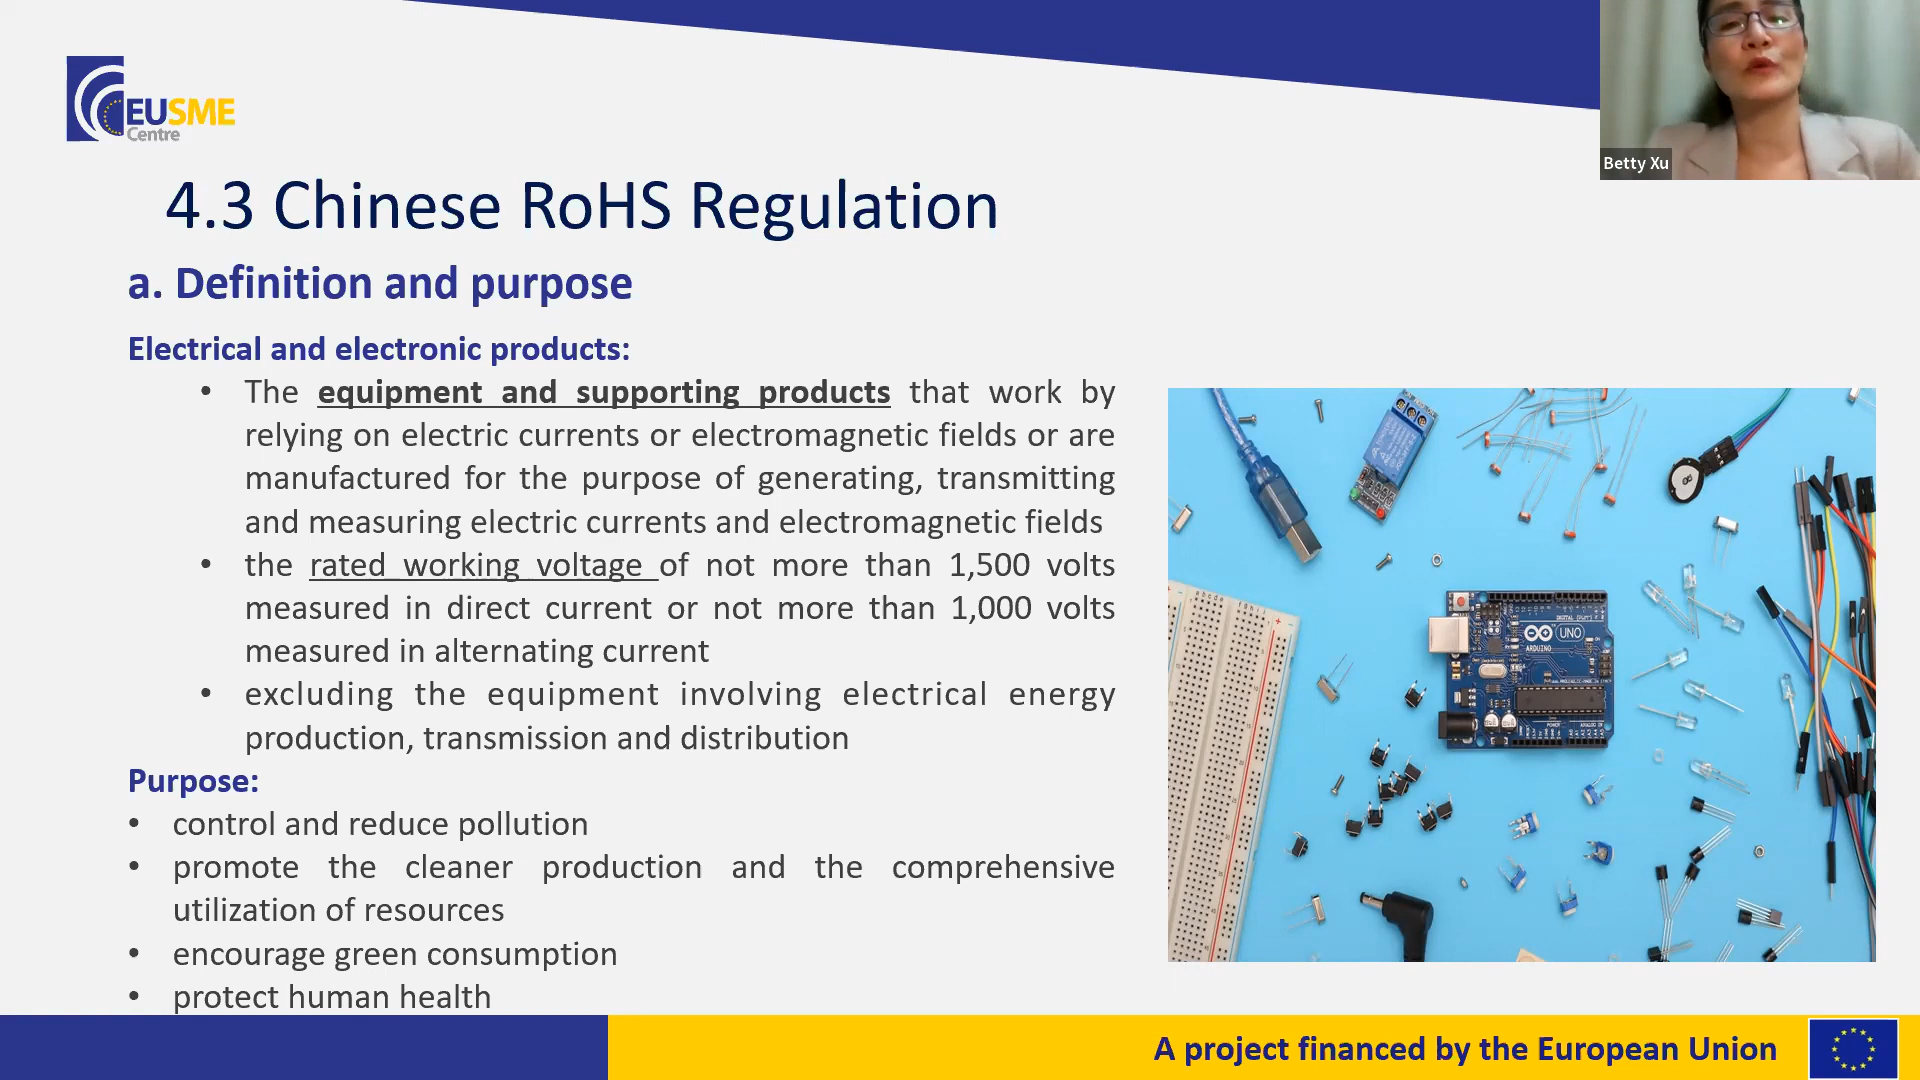 EUSME
Centre
Betty Xu
4.3 Chinese RoHS Regulation
a. Definition and purpose
Electrical and electronic products:
• The equipment and supporting products that work by
relying on electric currents or electromagnetic fields or are
manufactured for the purpose of generating, transmitting
and measuring electric currents and electromagnetic fields
• the rated working voltage of not more than 1,500 volts
measured in direct current or not more than 1,000 volts
measured in alternating current
• excluding the equipment involving electrical energy
production, transmission and distribution
Purpose:
• control and reduce pollution
• promote the cleaner production and the comprehensive
utilization of resources
• encourage green consumption
• protect human health
UNO
ARDUINO
A project financed by the European Union